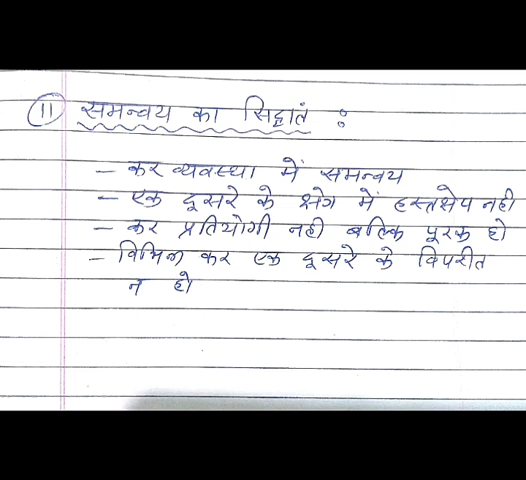 11 समन्वय का सिद्घातं :
- कर व्यवस्था में समन्वय
- एक दूसरे के क्षेग में हस्तक्षेप नही
- कर प्रतियोगी नही बल्कि पूरक हो
- विभिन्न कर एक दूसरे के विपरीत
न हो